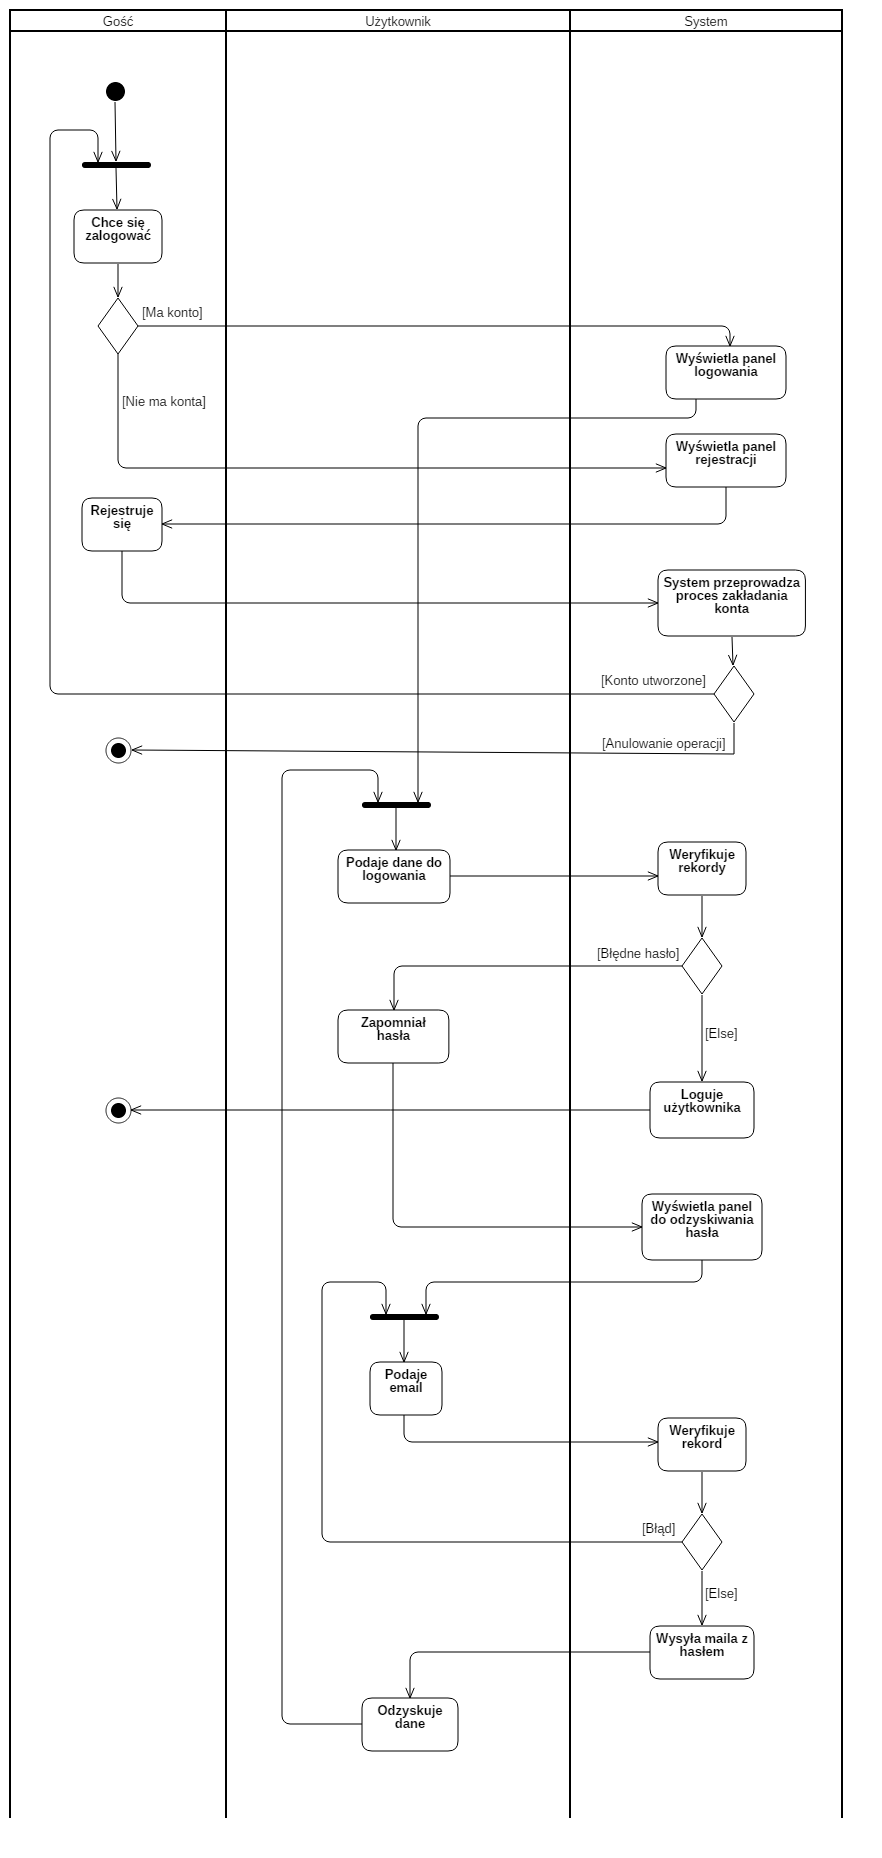 Gość
Użytkownik
System
Chce się
zalogować
[Ma konto]
Wyświetla panel
logowania
[Nie ma konta]
Wyświetla panel
rejestracji
Rejestruje
się
System przeprowadza
proces zakładania
konta
[Konto utworzone]
[Anulowanie operacji]
Podaje dane do
logowania
Weryfikuje
rekordy
[Błędne hasło]
Zapomniał
hasła
[Else]
Loguje
użytkownika
Wyświetla panel
do odzyskiwania
hasła
Podaje
email
Weryfikuje
rekord
[Błąd]
[Else]
Wysyła maila z
hasłem
Odzyskuje
dane